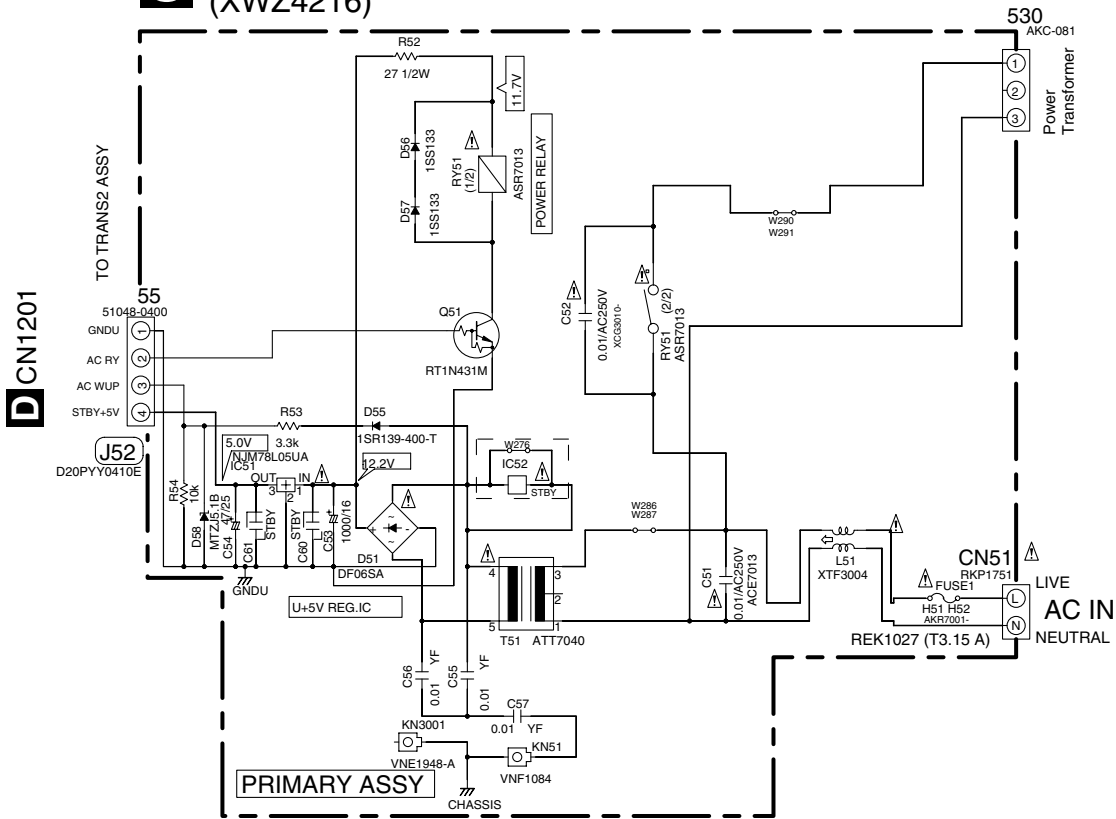 (XWZ4216)
530
AKC-081
1
2
3
Power
Transformer
R52
27 1/2W
11.7V
D56
1SS133
D57
1SS133
RY51
(1/2)
ASR7013
POWER RELAY
TO TRANS2 ASSY
D CN1201
55
51048-0400
GNDU
1
AC RY
2
AC WUP
3
STBY+5V
4
J52
D20PYY0410E
Q51
RT1N431M
C52
0.01/AC250V
XCG3010-
RY51
(2/2)
ASR7013
W290
W291
R53
3.3k
D55
1SR139-400-T
5.0V
NJM78L05UA
IC51
OUT
IN
3
1
2
12.2V
W276
IC52
STBY
R54
10k
D58
MTZJ5.1B
C54
47/25
C61
STBY
C60
STBY
C53
1000/16
D51
DF06SA
GNDU
U+5V REG.IC
4
3
2
5
1
T51
ATT7040
W286
W287
C51
0.01/AC250V
ACE7013
L51
XTF3004
CN51
RKP1751
FUSE1
H51 H52
AKR7001-
L
LIVE
AC IN
N
NEUTRAL
REK1027 (T3.15 A)
C56
0.01
YF
C55
0.01
YF
C57
0.01
YF
KN3001
VNE1948-A
KN51
VNF1084
CHASSIS
PRIMARY ASSY